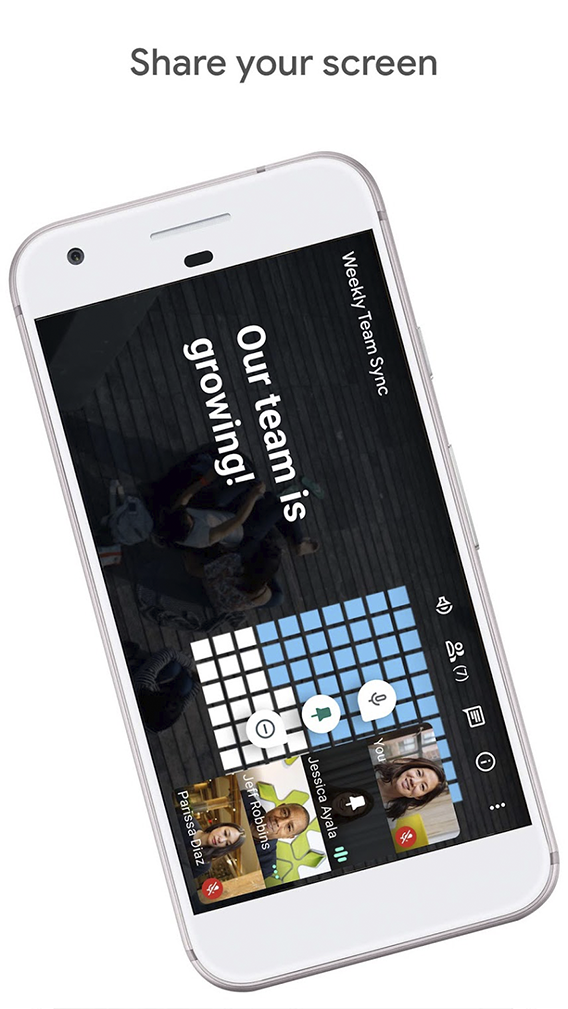 Share your screen
Weekly Team Sync
Our team is
growing!
(7)
You
Jessica Ayala
Jeff Robbins
Parissa Diaz